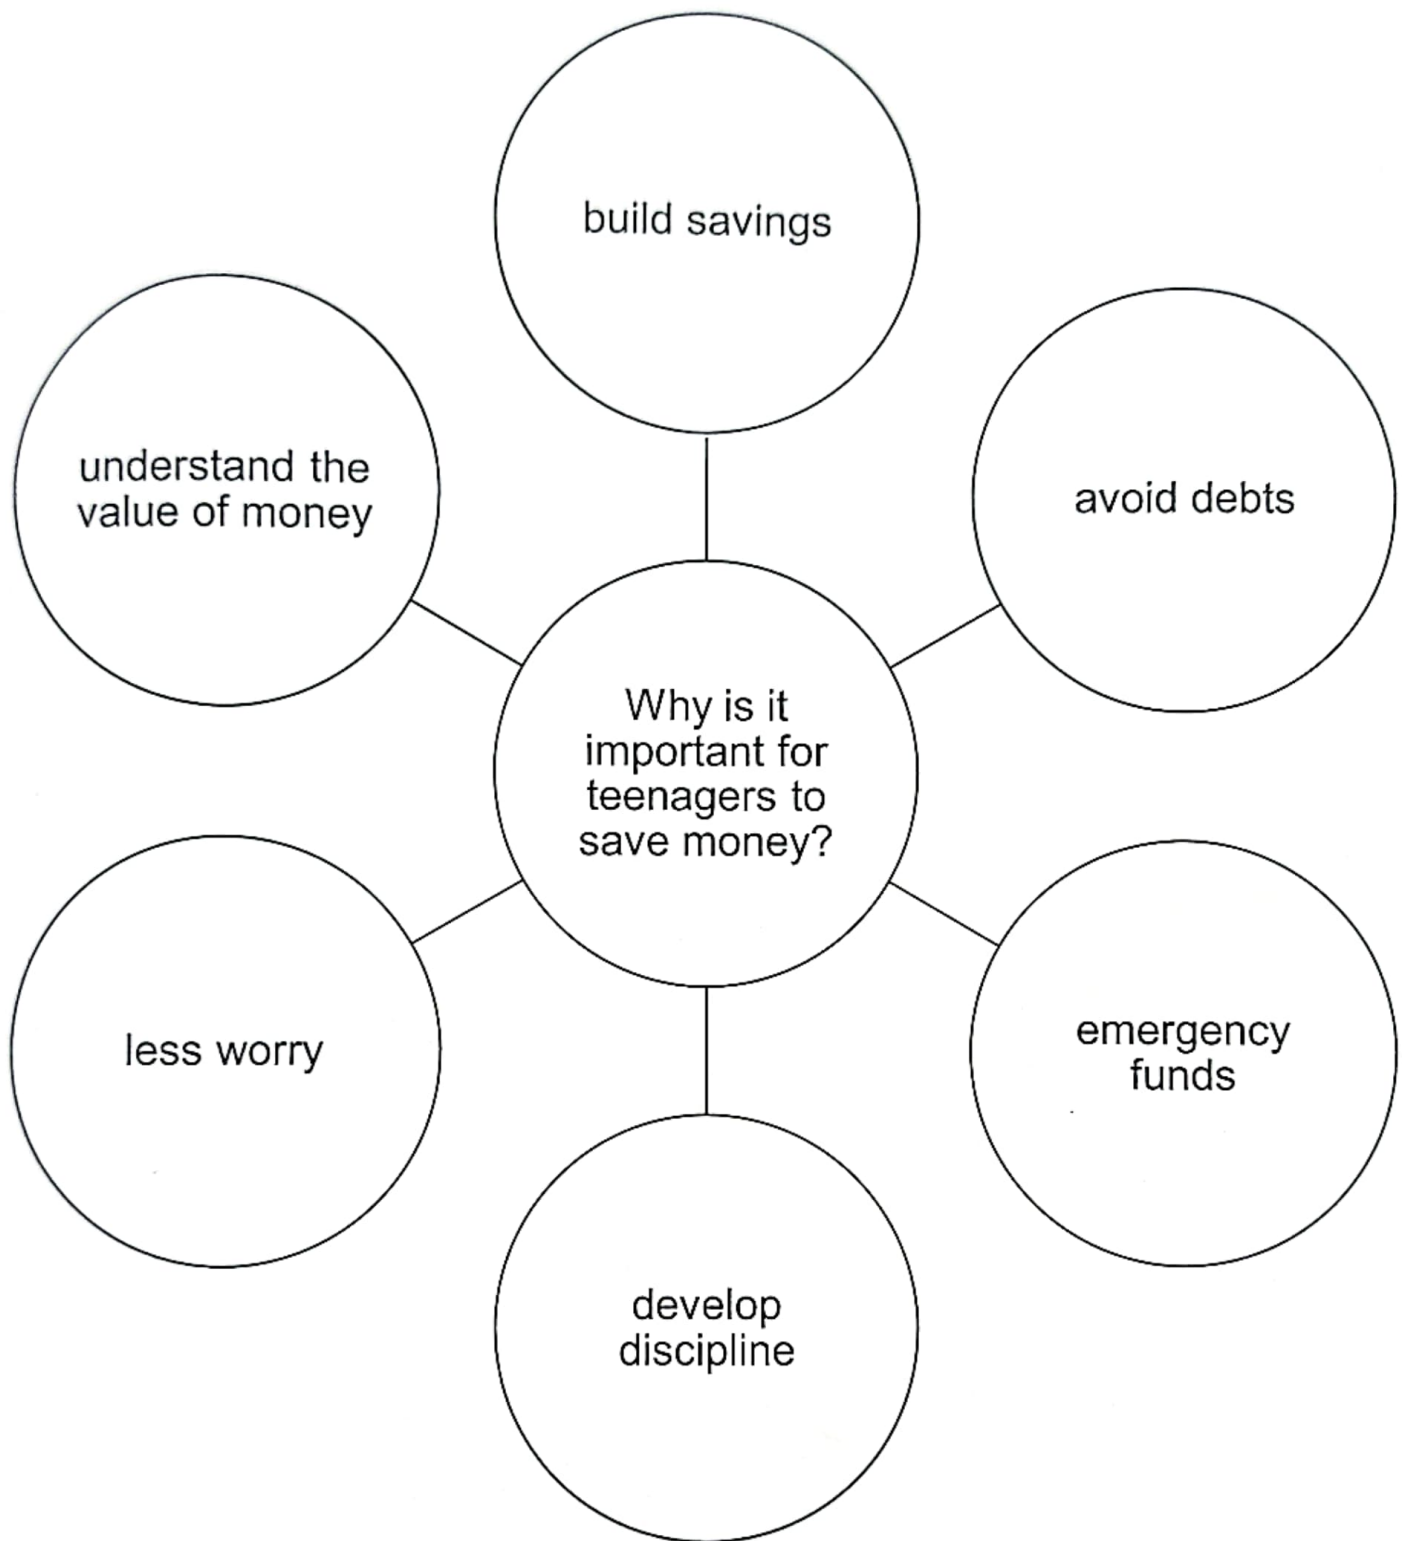 build savings
understand the
value of money
avoid debts
Why is it
important for
teenagers to
save money?
less worry
emergency
funds
develop
discipline